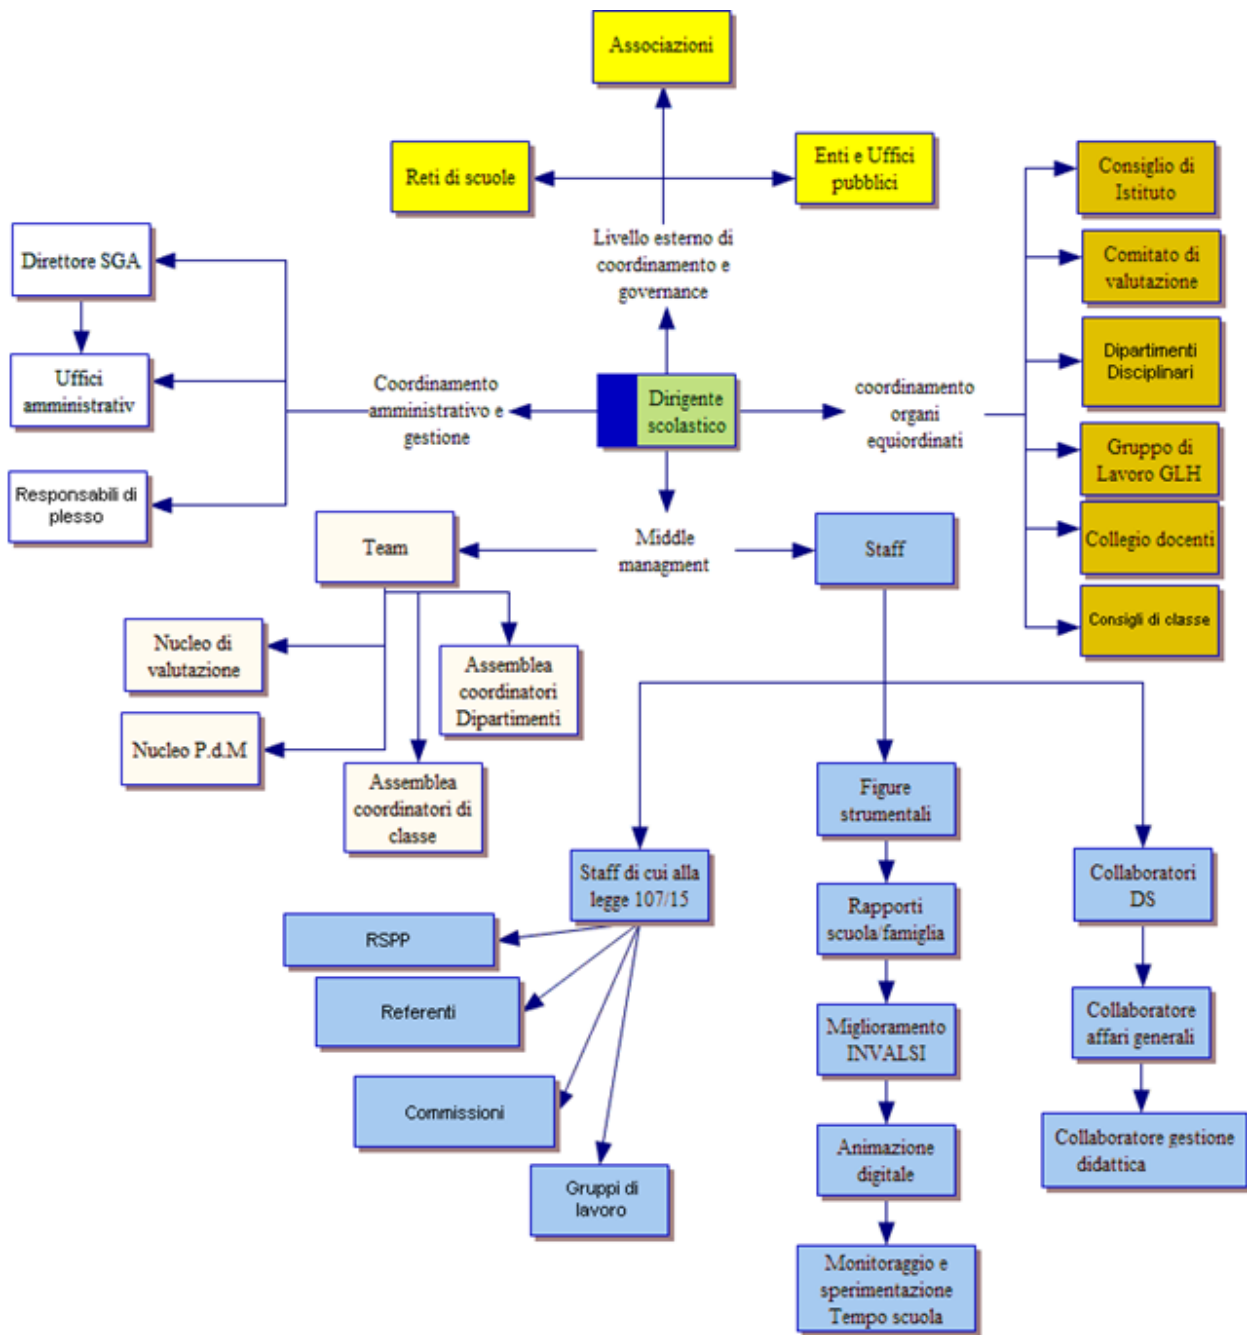 Associazioni
Reti di scuole
Enti e Uffici
pubblici
Livello esterno di
coordinamento e
governance
Consiglio di
Istituto
Comitato di
valutazione
Dipartimenti
Disciplinari
Gruppo di
Lavoro GLH
Collegio docenti
Consigli di classe
Direttore SGA
Uffici
amministrativ
Responsabili di
plesso
Coordinamento
amministrativo e
gestione
Dirigente
scolastico
coordinamento
organi
equiordinati
Middle
managment
Team
Staff
Nucleo di
valutazione
Nucleo P.d.M
Assemblea
coordinatori
Dipartimenti
Assemblea
coordinatori di
classe
Staff di cui alla
legge 107/15
RSPP
Referenti
Commissioni
Gruppi di
lavoro
Figure
strumentali
Rapporti
scuola/famiglia
Miglioramento
INVALSI
Animazione
digitale
Monitoraggio e
sperimentazione
Tempo scuola
Collaboratori
DS
Collaboratore
affari generali
Collaboratore gestione
didattica